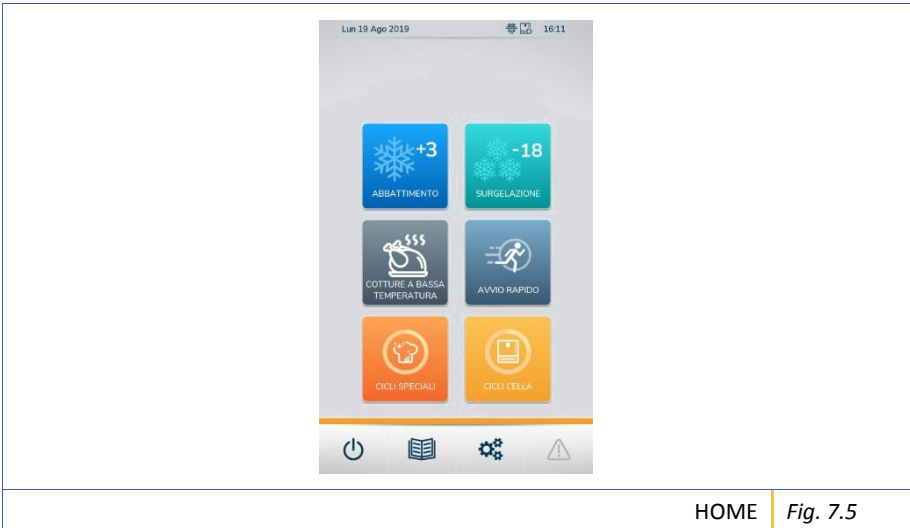 Lun 19 Ago 2019 16:11
+3 -18
ABBATTIMENTO SURGELAZIONE
COTTURE A BASSA
TEMPERATURA
AVVIO RAPIDO
CICLI SPECIALI CICLI CELLA
HOME Fig. 7.5